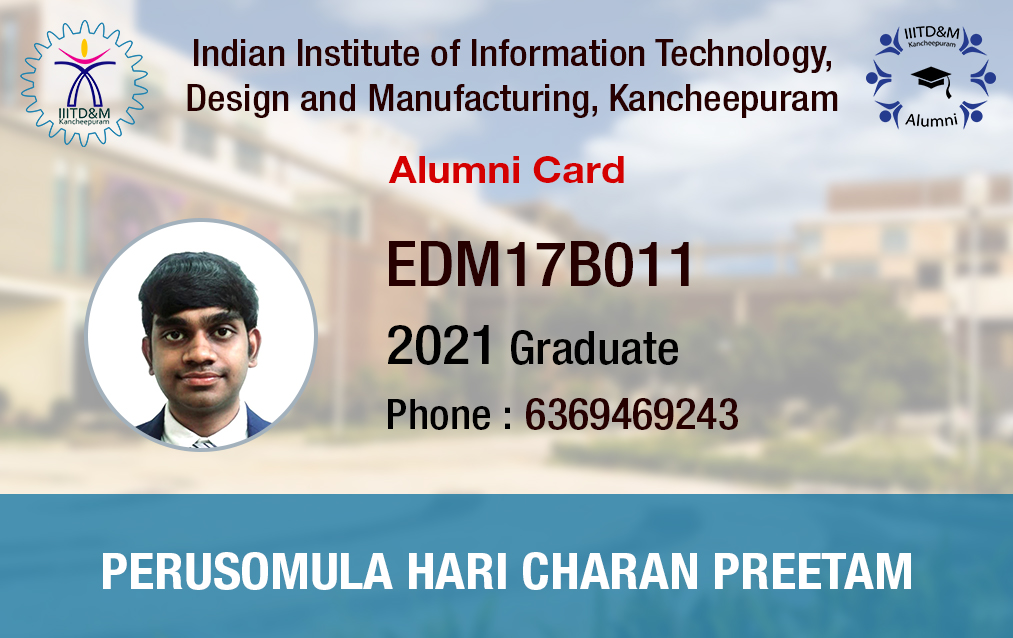 Indian Institute of Information Technology,
Design and Manufacturing, Kancheepuram
IIITD&M
Kancheepuram
IIITD&M
Kancheepuram
Alumni
Alumni Card
EDM17B011
2021 Graduate
Phone : 6369469243
PERUSOMULA HARI CHARAN PREETAM